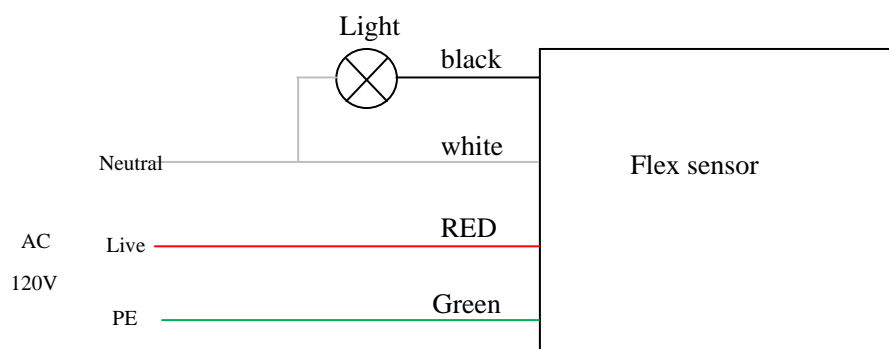 Light
black
white
Neutral
Flex sensor
RED
AC
Live
120V
Green
PE